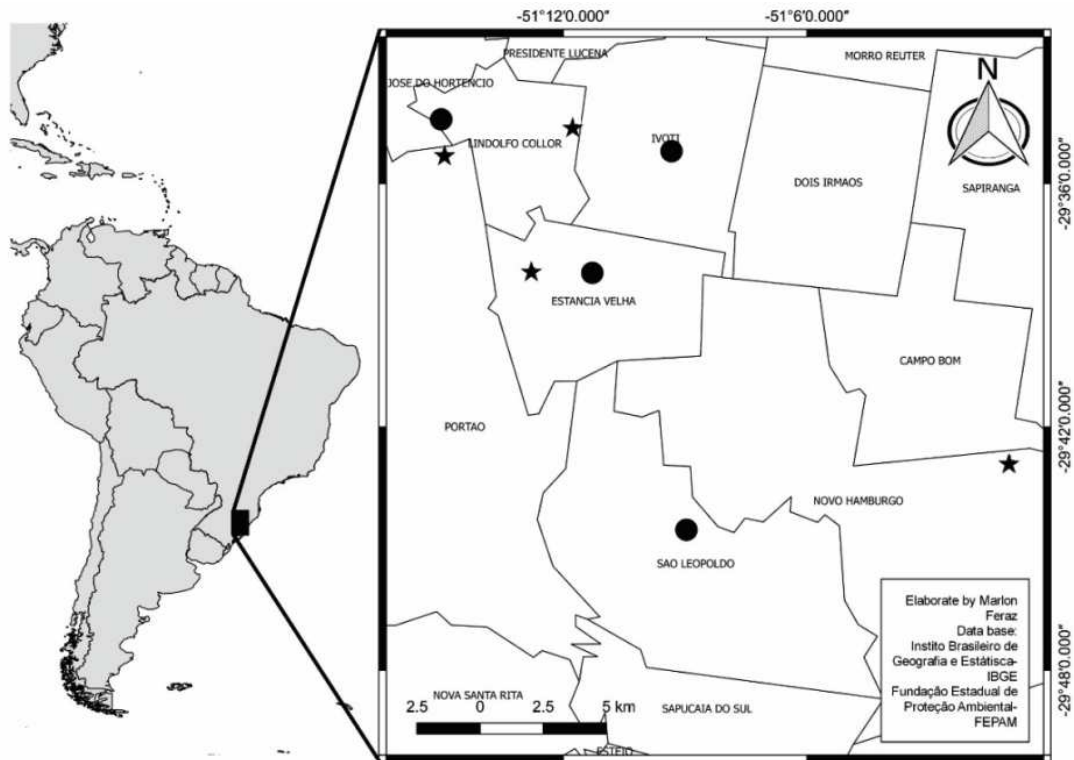 -51°12'0.000" -51°6'0.000"
PRESIDENTE LUCENA
MORRO REUTER
N
JOSE DO HORTENCIO
LINDOLFO COLLOR
IVOTI
DOIS IRMAOS
SAPIRANGA
-29°36'0.000"
ESTANCIA VELHA
CAMPO BOM
PORTAO
-29°42'0.000"
NOVO HAMBURGO
SAO LEOPOLDO
Elaborate by Marlon
Feraz
Data base:
Instito Brasileiro de
Geografia e Estátisca-
IBGE
Fundação Estadual de
Proteção Ambiental-
FEPAM
-29°48'0.000"
NOVA SANTA RITA
SAPUCAIA DO SUL
2.5 0 2.5 5 km
ESTEIO